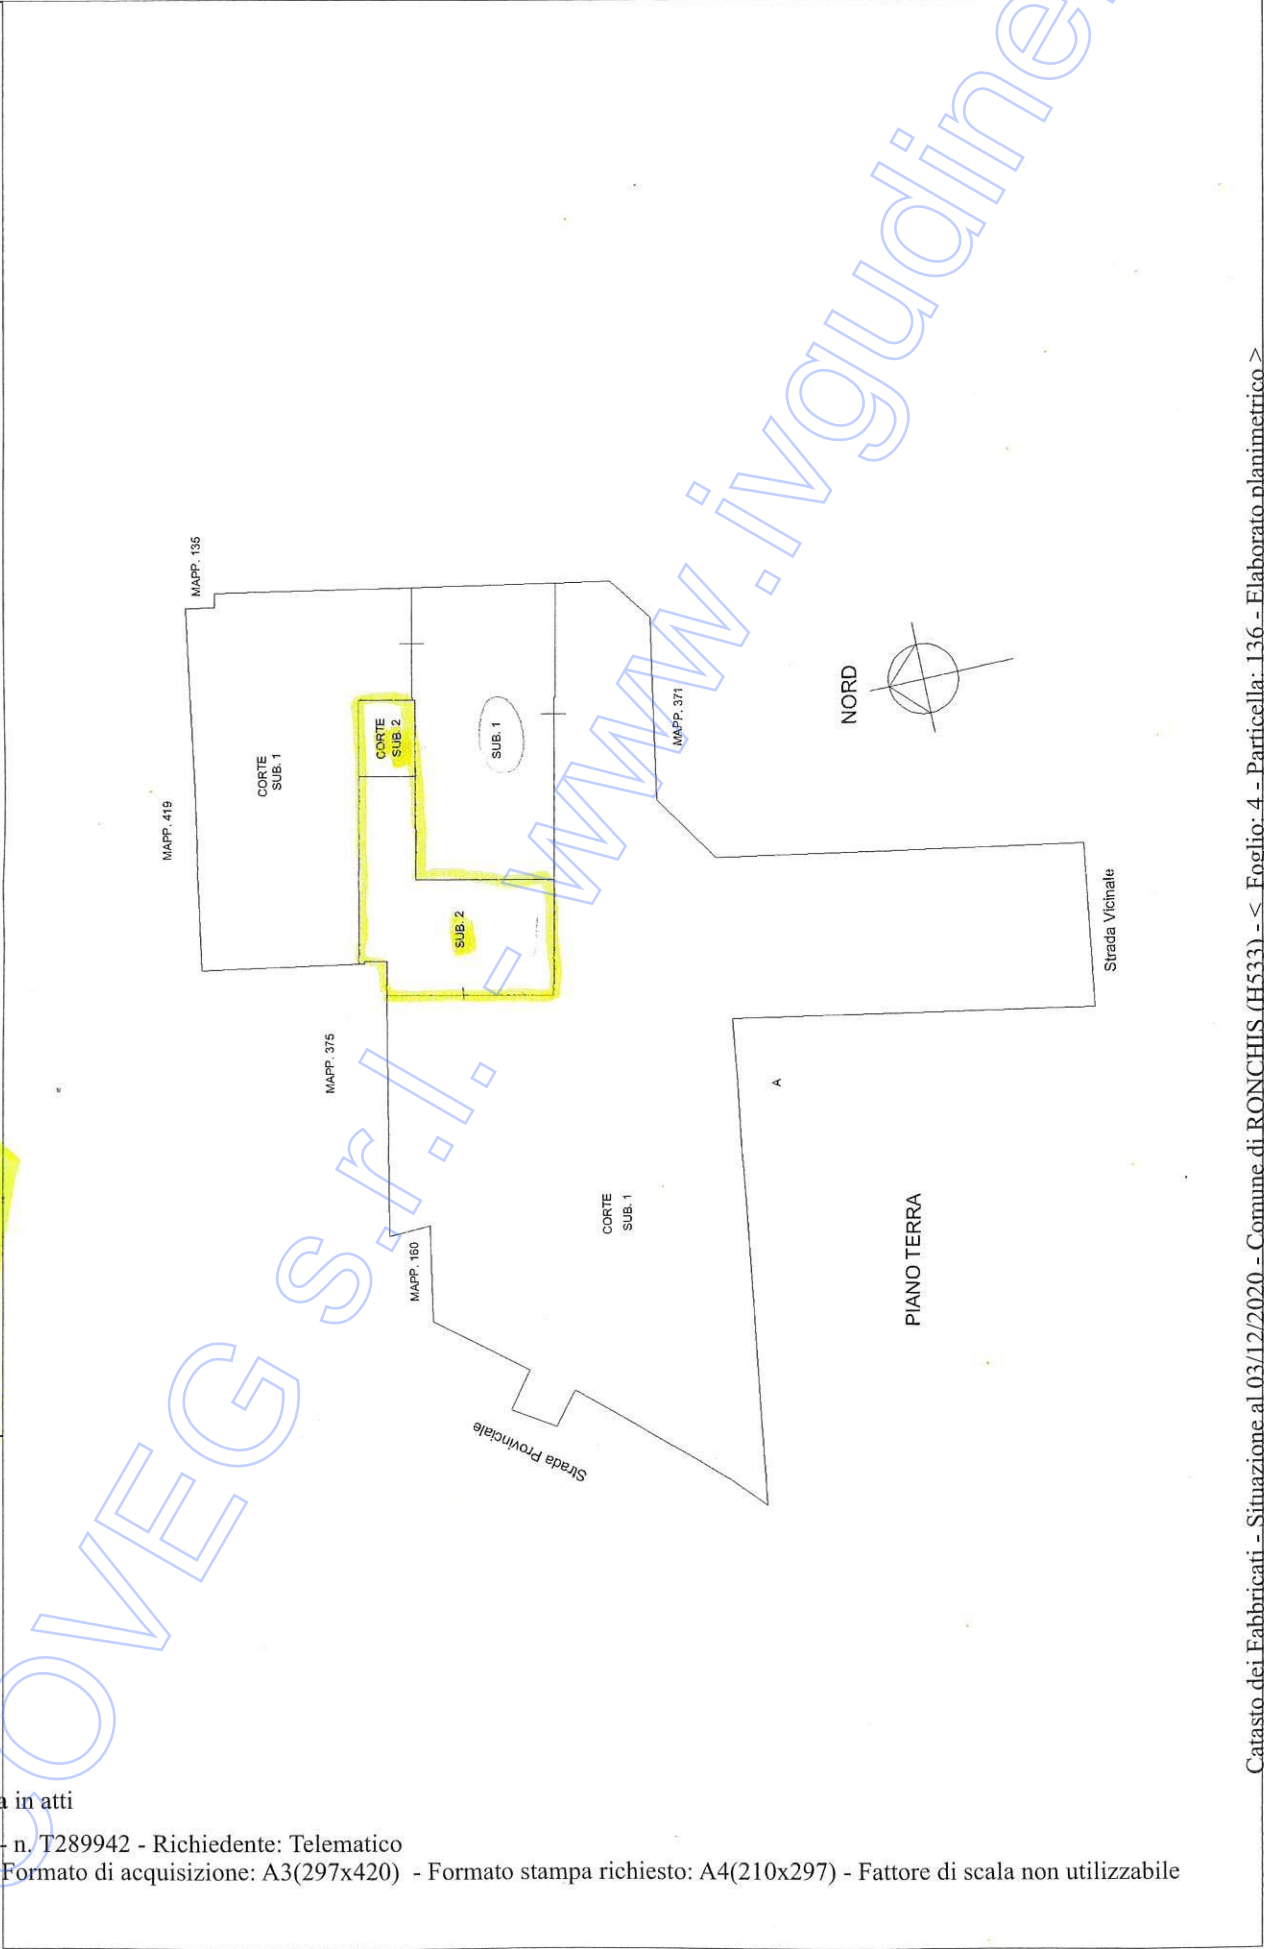 MAPP. 135
MAPP. 419
CORTE
SUB. 1
CORTE
SUB. 2
SUB. 1
MAPP. 371
NORD
SUB. 2
MAPP. 375
Strada Vicinale
A
CORTE
SUB. 1
MAPP. 160
PIANO TERRA
Strada Provinciale
COVEG s.r.l. - www.ivgudine.
Catasto dei Fabbricati - Situazione al 03/12/2020 - Comune di RONCHIS (H533) - < Foglio: 4 - Particella: 136 - Elaborato planimetrico >
a in atti
- n. T289942 - Richiedente: Telematico
Formato di acquisizione: A3(297x420) - Formato stampa richiesto: A4(210x297) - Fattore di scala non utilizzabile